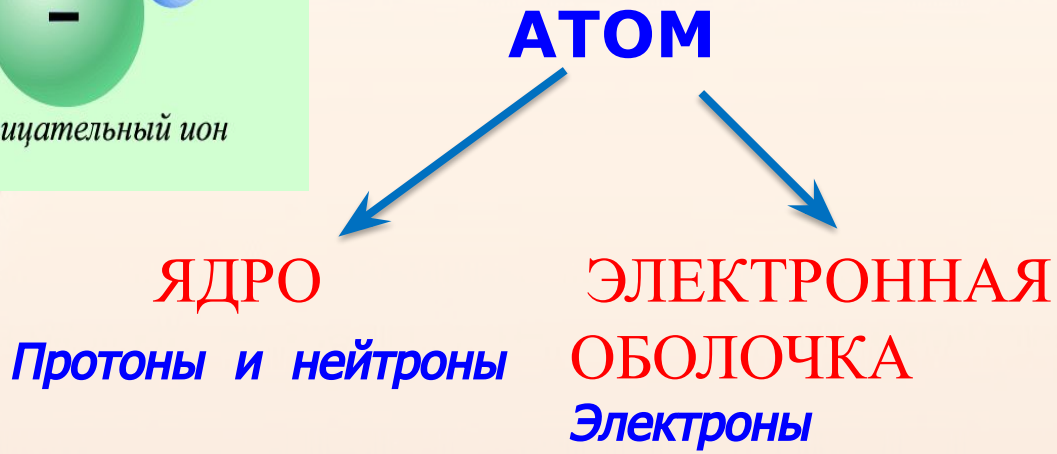 -
ицательный ион
АТОМ
ЯДРО
Протоны и нейтроны
ЭЛЕКТРОННАЯ
ОБОЛОЧКА
Электроны